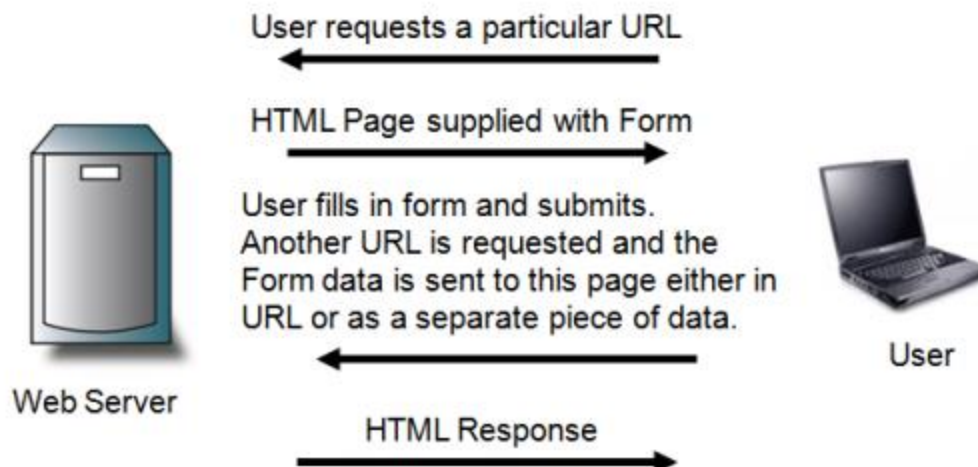 User requests a particular URL
HTML Page supplied with Form
User fills in form and submits.
Another URL is requested and the
Form data is sent to this page either in
URL or as a separate piece of data.
User
Web Server
HTML Response